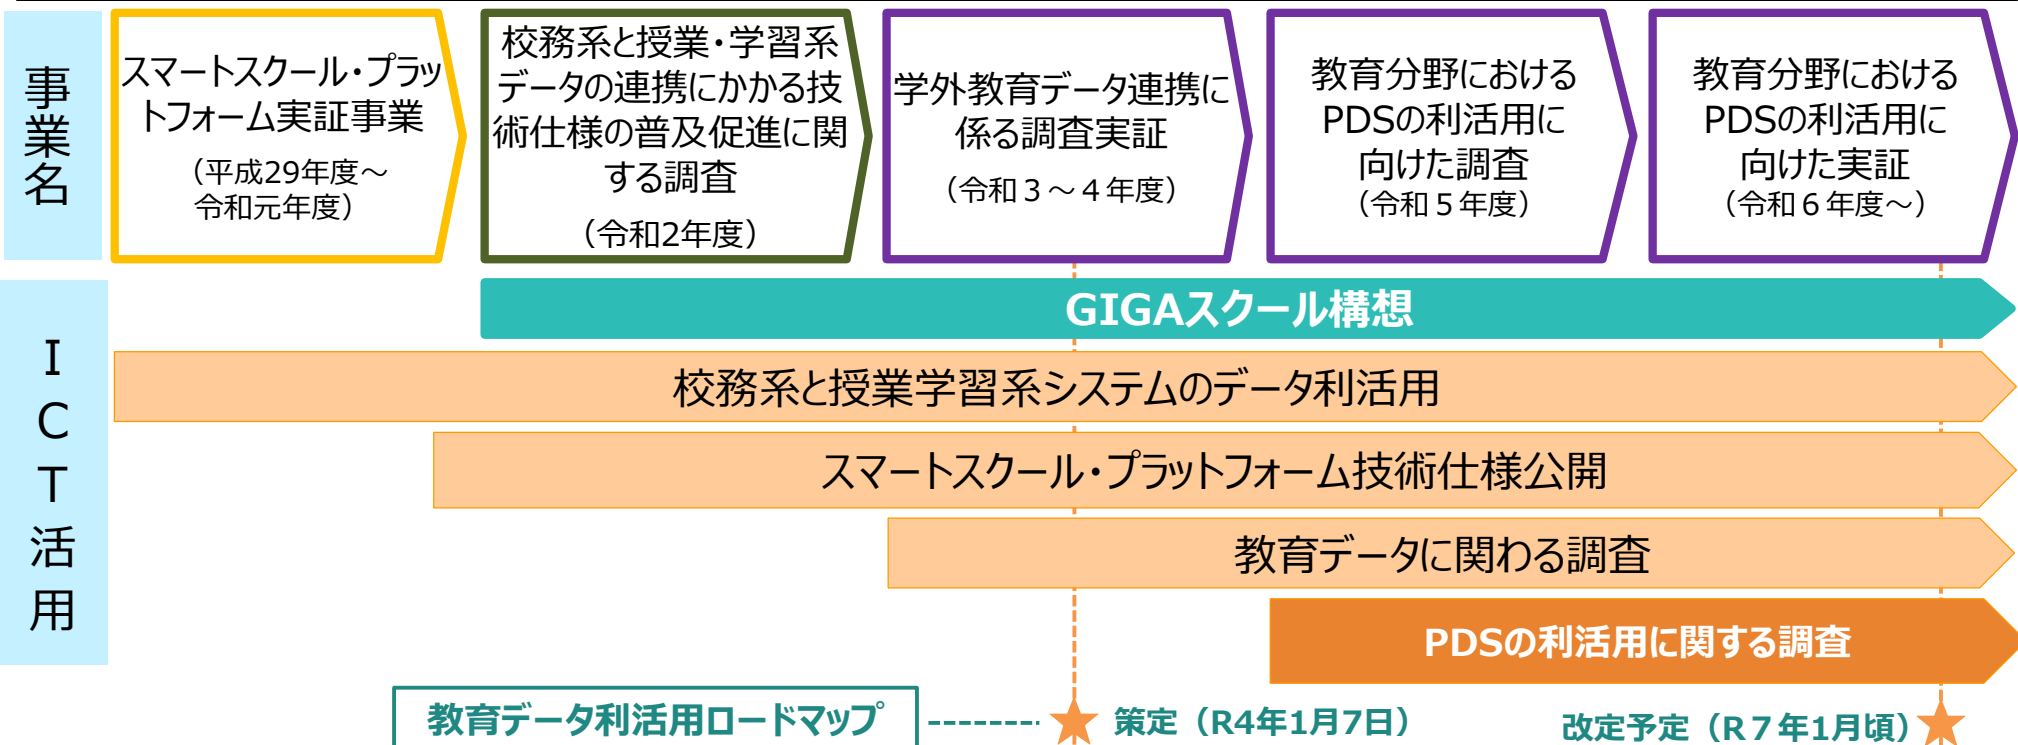 事業名
スマートスクール・プラッ
トフォーム実証事業
（平成29年度～
令和元年度）
校務系と授業・学習系
データの連携にかかる技
術仕様の普及促進に関
する調査
（令和2年度）
学外教育データ連携に
係る調査実証
（令和３～４年度）
教育分野における
PDSの利活用に
向けた調査
（令和５年度）
教育分野における
PDSの利活用に
向けた実証
（令和６年度～）
ICT活用
GIGAスクール構想
校務系と授業学習系システムのデータ利活用
スマートスクール・プラットフォーム技術仕様公開
教育データに関わる調査
PDSの利活用に関する調査
教育データ利活用ロードマップ
策定（R4年1月7日）
改定予定（R７年1月頃）